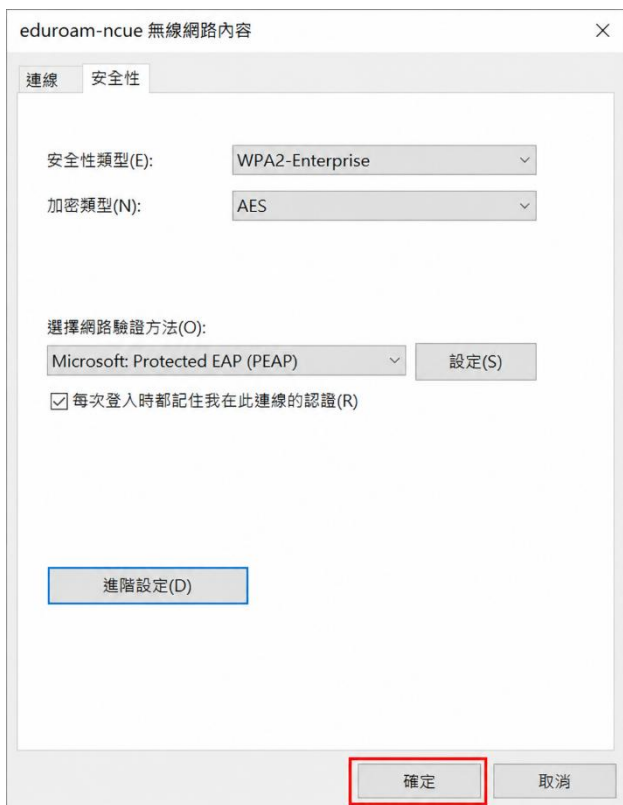 eduroam-ncue 無線網路內容
連線 安全性
安全性類型(E): WPA2-Enterprise
加密類型(N): AES
選擇網路驗證方法(O):
Microsoft: Protected EAP (PEAP) 設定(S)
每次登入時都記住我在此連線的認證(R)
進階設定(D)
確定 取消